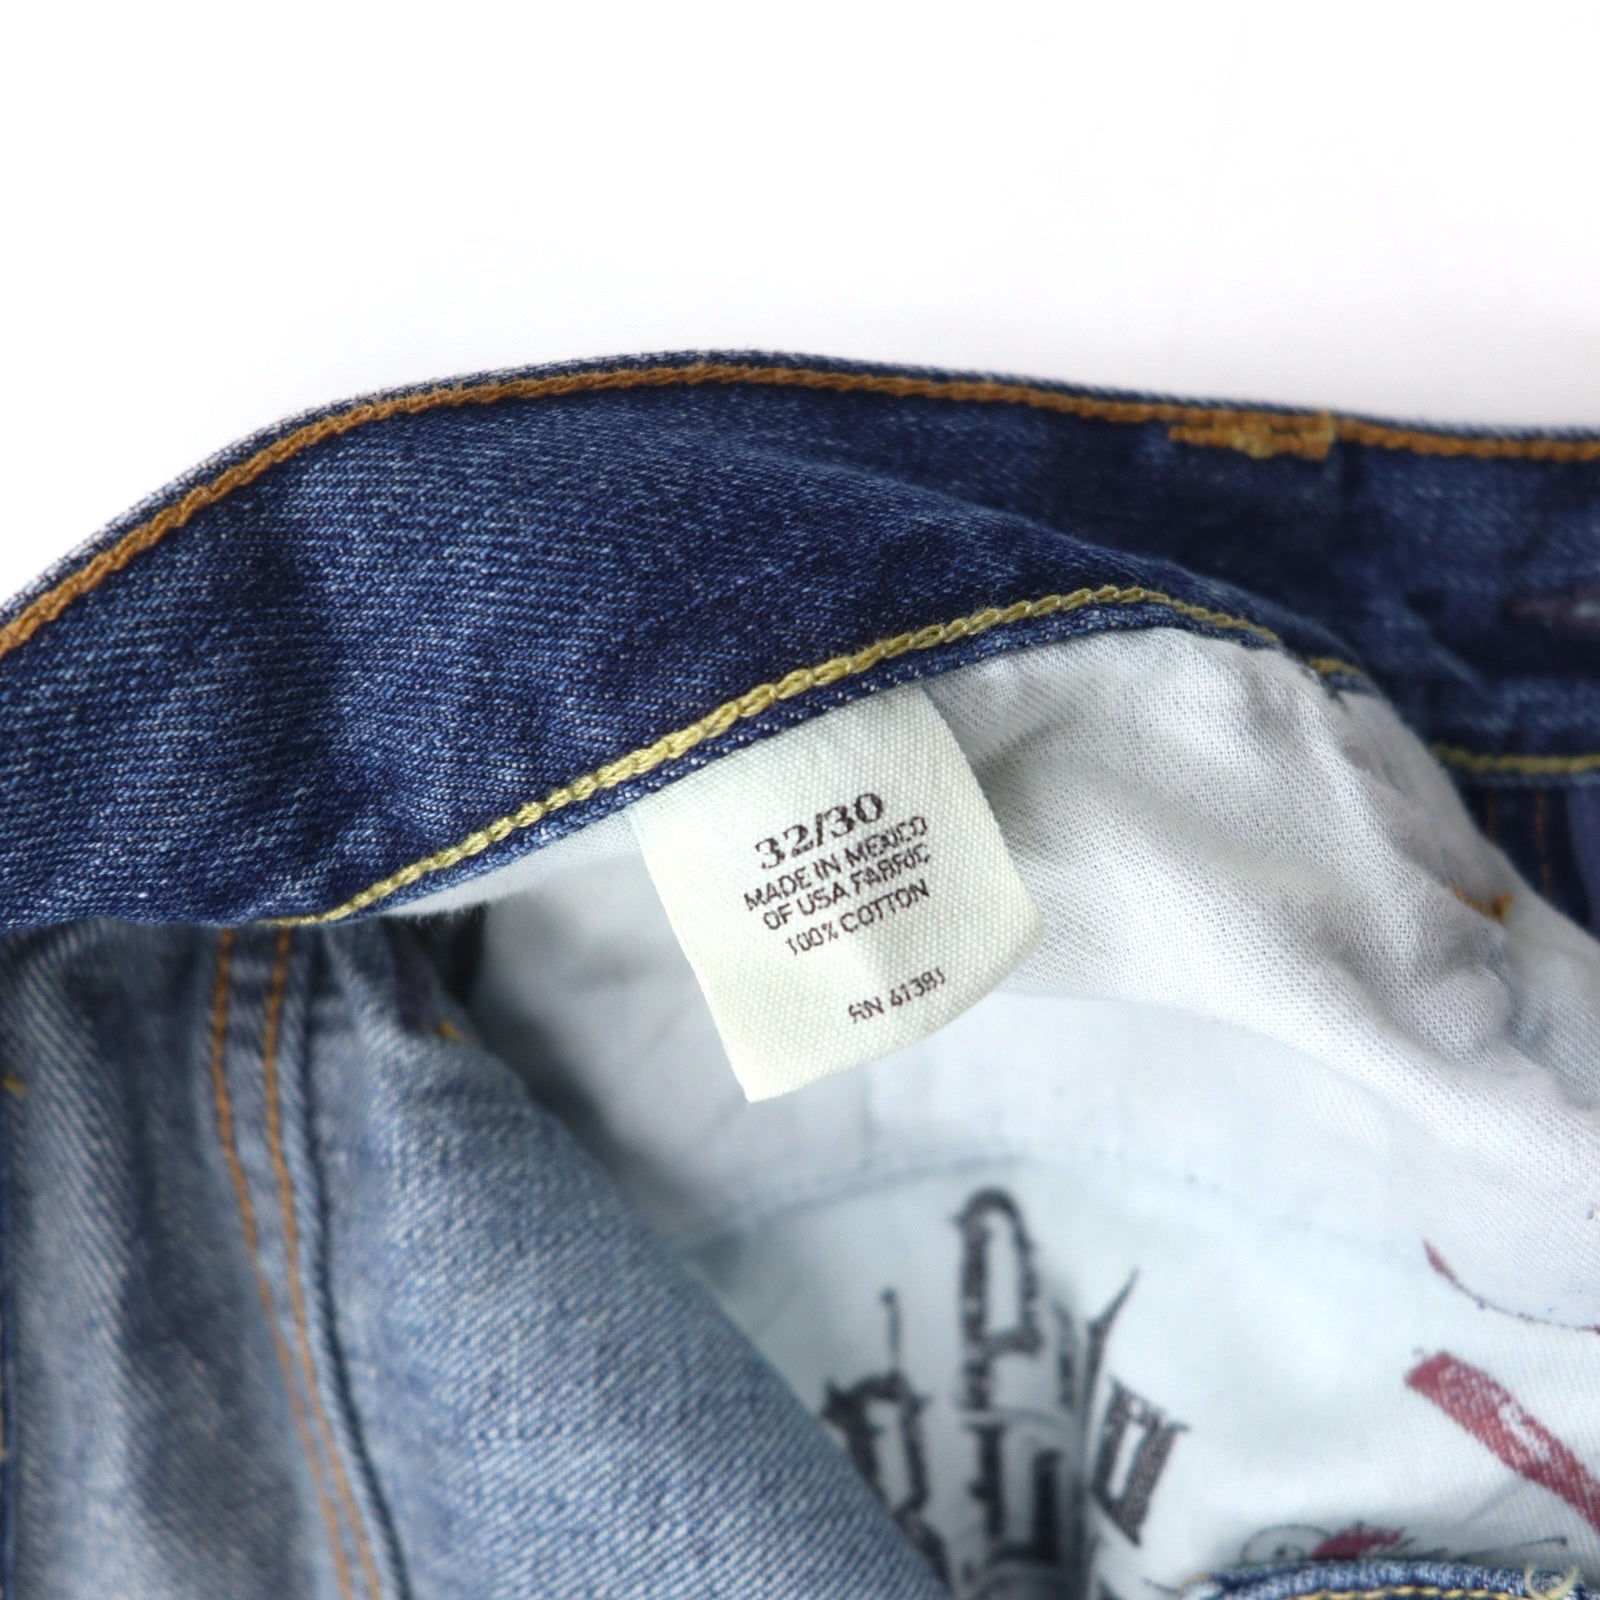 32/30
MADE IN MEXICO
OF USA FABRIC
100% COTTON
RN 41381